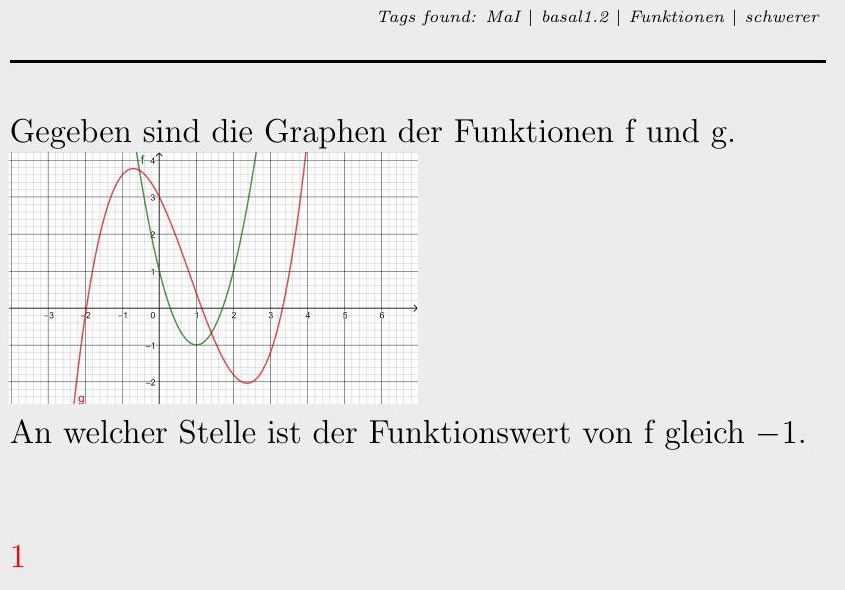 Tags found: MaI | basal1.2 | Funktionen | schwerer
Gegeben sind die Graphen der Funktionen f und g.
f 4
3
2
1
−3 −2 −1 0 1 2 3 4 5 6
−1
−2
g
An welcher Stelle ist der Funktionswert von f gleich −1.
1